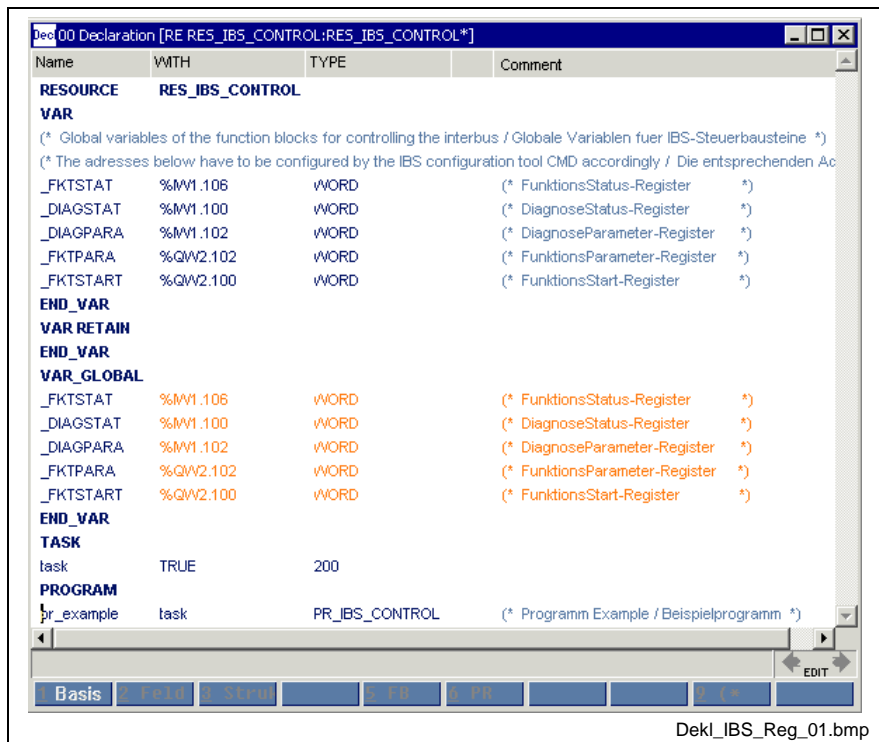 Decl 00 Declaration [RE RES_IBS_CONTROL:RES_IBS_CONTROL*]
Name WITH TYPE Comment
RESOURCE RES_IBS_CONTROL
VAR
(* Global variables of the function blocks for controlling the interbus / Globale Variablen fuer IBS-Steuerbausteine *)
(* The adresses below have to be configured by the IBS configuration tool CMD accordingly / Die entsprechenden Ac
_FKTSTAT %IW1.106 WORD (* FunktionsStatus-Register *)
_DIAGSTAT %IW1.100 WORD (* DiagnoseStatus-Register *)
_DIAGPARA %IW1.102 WORD (* DiagnoseParameter-Register *)
_FKTPARA %QW2.102 WORD (* FunktionsParameter-Register *)
_FKTSTART %QW2.100 WORD (* FunktionsStart-Register *)
END_VAR
VAR RETAIN
END_VAR
VAR_GLOBAL
_FKTSTAT %IW1.106 WORD (* FunktionsStatus-Register *)
_DIAGSTAT %IW1.100 WORD (* DiagnoseStatus-Register *)
_DIAGPARA %IW1.102 WORD (* DiagnoseParameter-Register *)
_FKTPARA %QW2.102 WORD (* FunktionsParameter-Register *)
_FKTSTART %QW2.100 WORD (* FunktionsStart-Register *)
END_VAR
TASK
task TRUE 200
PROGRAM
pr_example task PR_IBS_CONTROL (* Programm Example / Beispielprogramm *)
EDIT
1 Basis 2 Feld 3 Struk 5 FB 6 PR 9 (*
Dekl_IBS_Reg_01.bmp